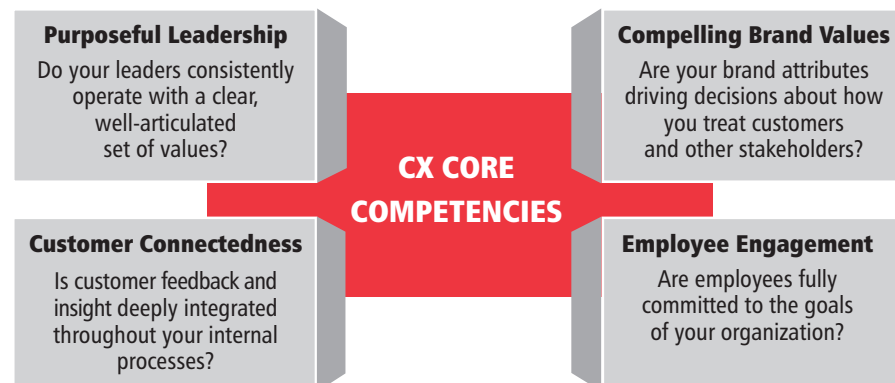 Purposeful Leadership
Do your leaders consistently
operate with a clear,
well-articulated
set of values?
Compelling Brand Values
Are your brand attributes
driving decisions about how
you treat customers
and other stakeholders?
CX CORE
COMPETENCIES
Customer Connectedness
Is customer feedback and
insight deeply integrated
throughout your internal
processes?
Employee Engagement
Are employees fully
committed to the goals
of your organization?